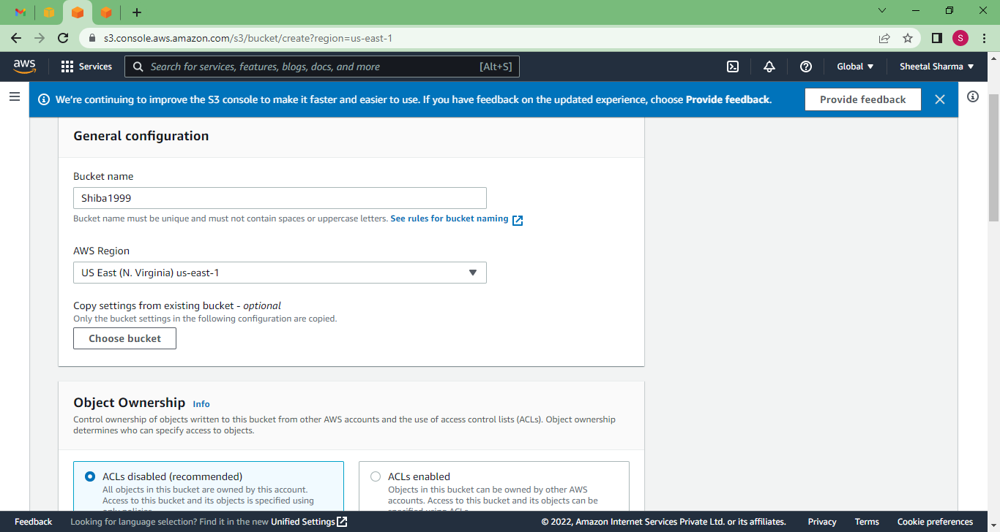 s3.console.aws.amazon.com/s3/bucket/create?region=us-east-1
S
aws
Services
Search for services, features, blogs, docs, and more
[Alt+S]
Global
Sheetal Sharma
We're continuing to improve the S3 console to make it faster and easier to use. If you have feedback on the updated experience, choose Provide feedback.
Provide feedback
General configuration
Bucket name
Shiba1999
Bucket name must be unique and must not contain spaces or uppercase letters. See rules for bucket naming
AWS Region
US East (N. Virginia) us-east-1
Copy settings from existing bucket - optional
Only the bucket settings in the following configuration are copied.
Choose bucket
Object Ownership Info
Control ownership of objects written to this bucket from other AWS accounts and the use of access control lists (ACLs). Object ownership
determines who can specify access to objects.
ACLs disabled (recommended)
All objects in this bucket are owned by this account.
Access to this bucket and its objects is specified using
ACLs enabled
Objects in this bucket can be owned by other AWS
accounts. Access to this bucket and its objects can be
Feedback
Looking for language selection? Find it in the new Unified Settings
© 2022, Amazon Internet Services Private Ltd. or its affiliates.
Privacy
Terms
Cookie preferences